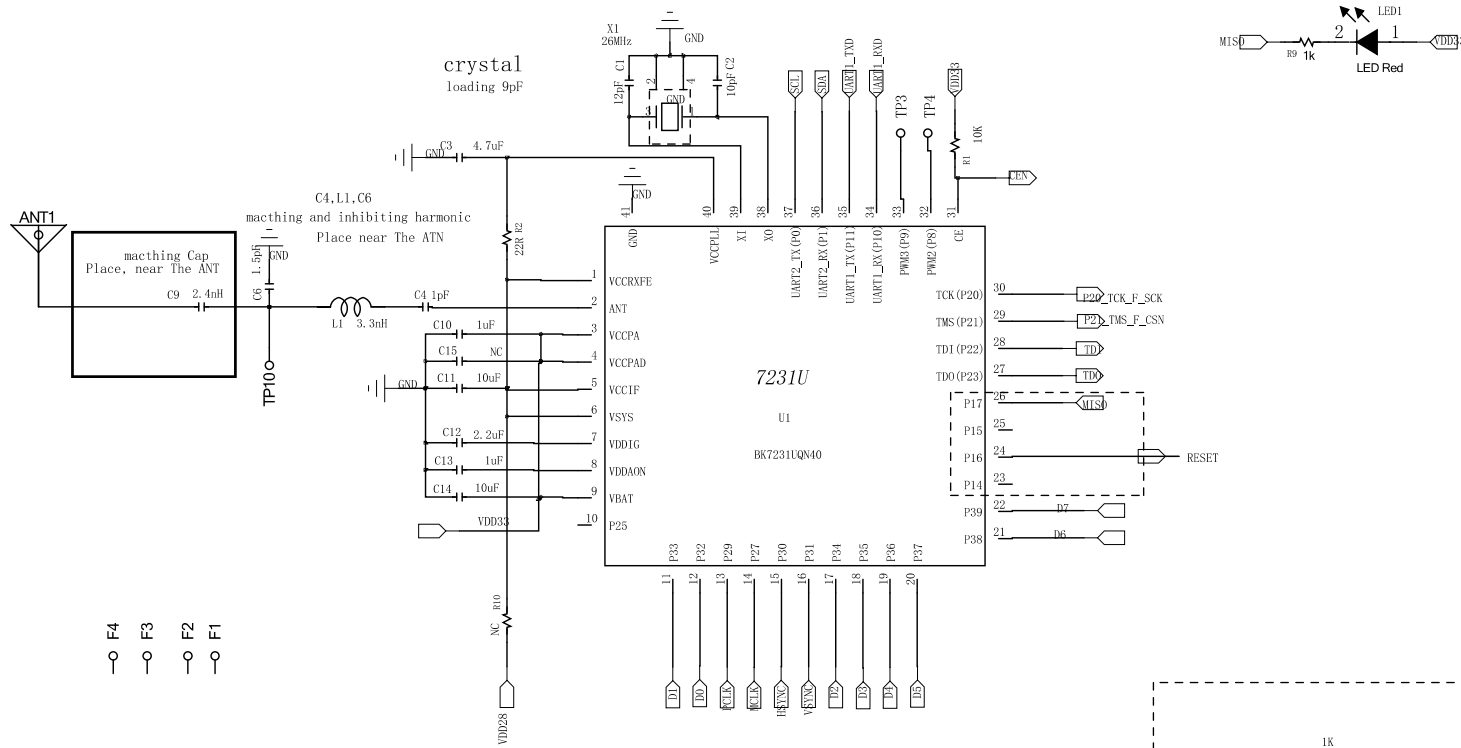 X1
26MHz
GND
crystal
loading 9pF
C1
12pF
2
4
C2
10pF
GND
3
1
SCL
SDA
UART1_TXD
UART1_RXD
TP3
TP4
VDD33
10K
R1
CEN
MISO
R9
1k
2
LED1
1
LED Red
C3
4.7uF
GND
GND
C4,L1,C6
macthing and inhibiting harmonic
Place near The ATN
ANT1
macthing Cap
Place, near The ANT
C9
2.4nH
C6
1.5pF
GND
L1
3.3nH
C4
1pF
TP10
R2
22R
41
40
39
38
37
36
35
34
33
32
31
GND
VCCPLL
XI
XO
UART2_TX(P0)
UART2_RX(P1)
UART1_TX(P11)
UART1_RX(P10)
PWM3(P9)
PWM2(P8)
CE
1 VCCRXFE
2 ANT
C10 1uF 3 VCCPA
C15 NC 4 VCCPAD
GND C11 10uF 5 VCCIF
6 VSYS
C12 2.2uF 7 VDDIG
C13 1uF 8 VDDAON
C14 10uF 9 VBAT
VDD33 10 P25
7231U
U1
BK7231UQN40
TCK(P20) 30 P20_TCK_F_SCK
TMS(P21) 29 P21_TMS_F_CSN
TDI(P22) 28 TDI
TDO(P23) 27 TDO
P17 26 MISO
P15 25
P16 24 RESET
P14 23
P39 22 D7
P38 21 D6
P33
P32
P29
P27
P30
P31
P34
P35
P36
P37
11
12
13
14
15
16
17
18
19
20
D1
D0
PCLK
MCLK
HSYNC
VSYNC
D2
D3
D4
D5
R10
NC
VDD28
F4
F3
F2
F1
1K